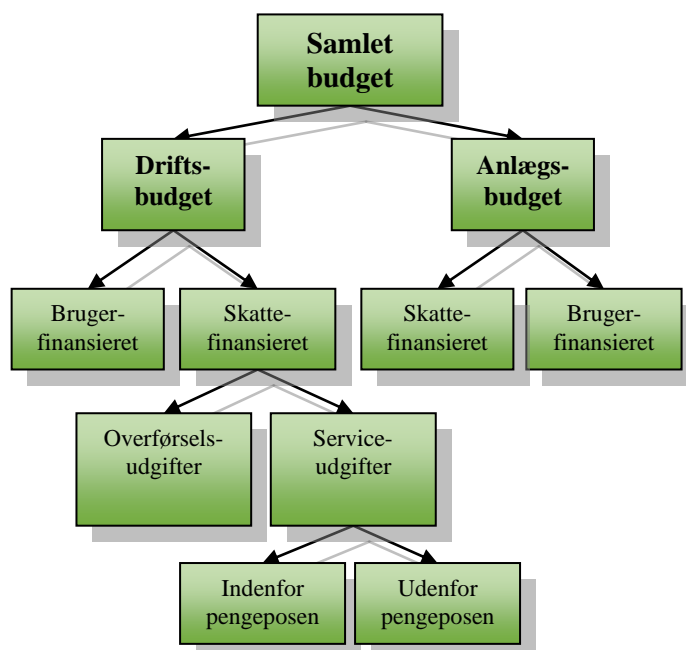 Samlet
budget
Drifts-
budget
Anlægs-
budget
Bruger-
finansieret
Skatte-
finansieret
Skatte-
finansieret
Bruger-
finansieret
Overførsels-
udgifter
Service-
udgifter
Indenfor
pengeposen
Udenfor
pengeposen